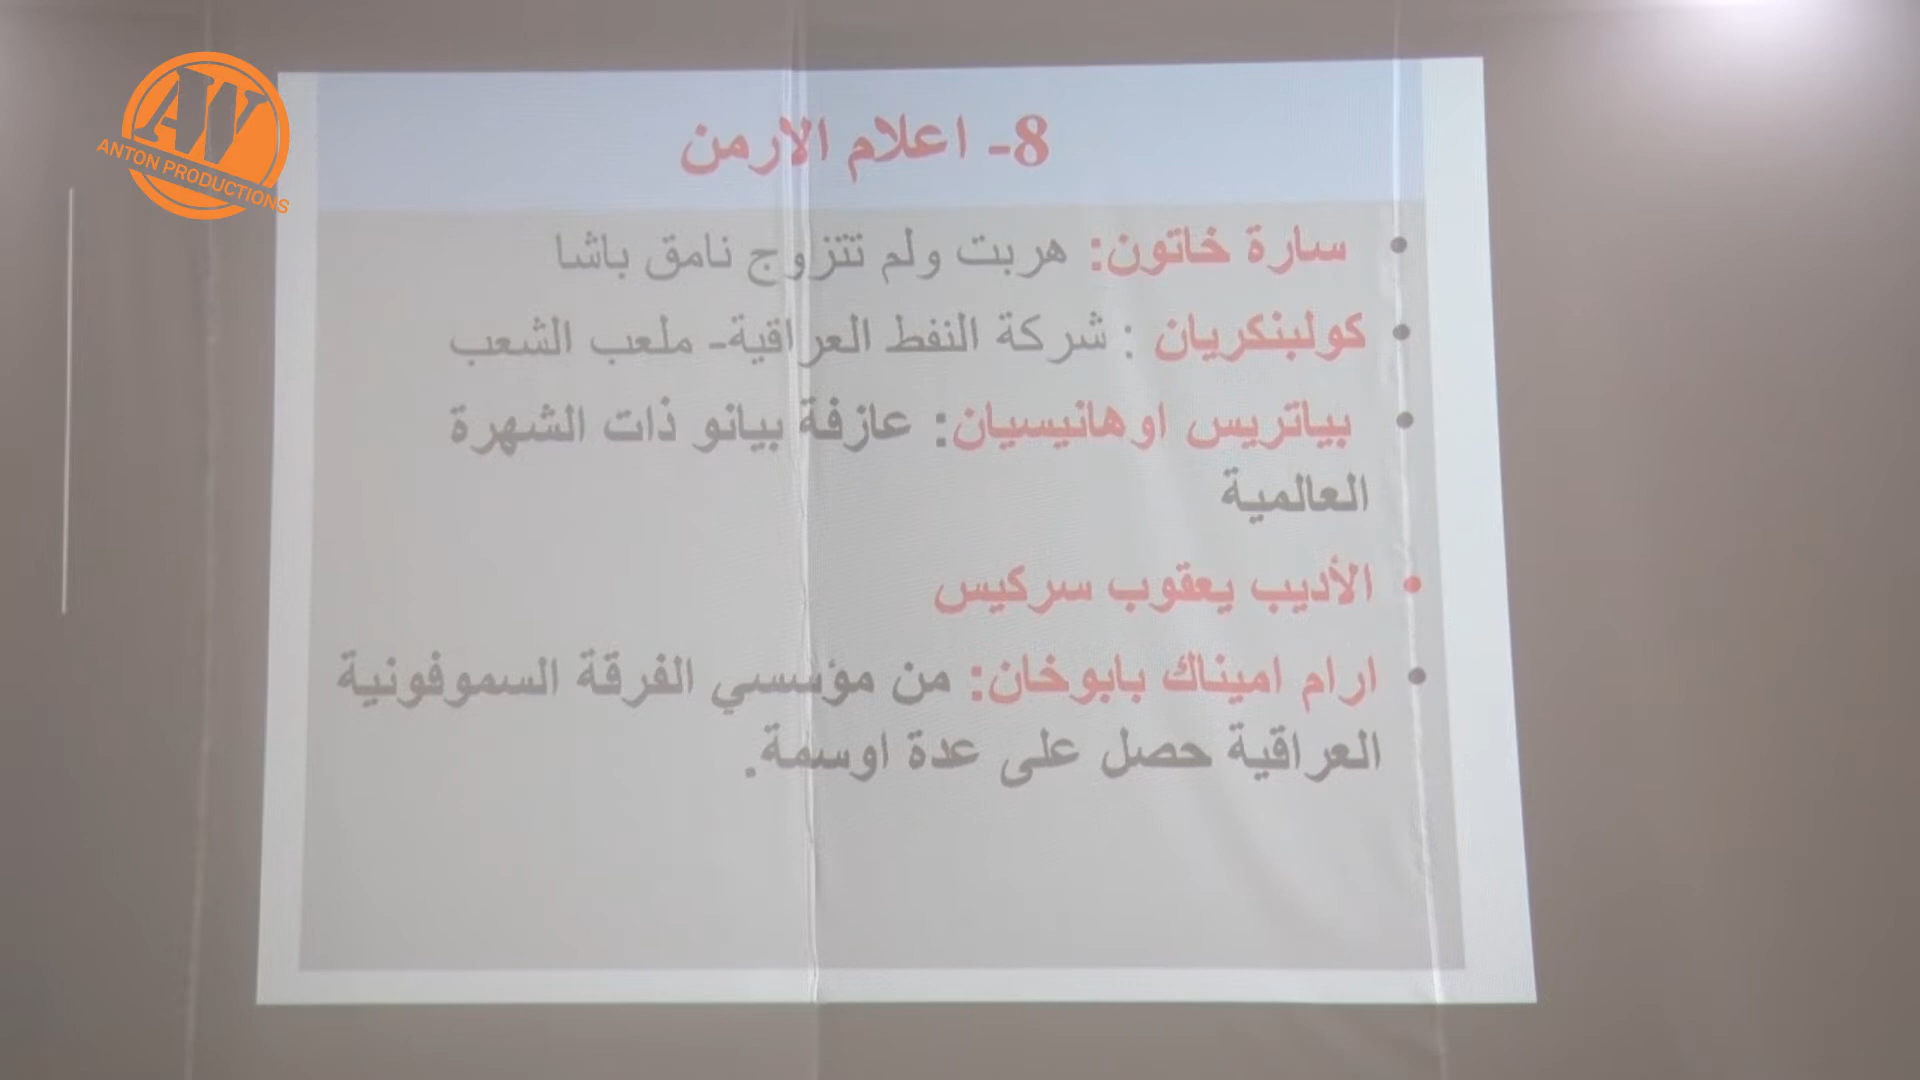 AN
ANTON PRODUCTIONS
8- اعلام الارمن
• سارة خاتون: هربت ولم تتزوج نامق باشا
• كولبنكريان : شركة النفط العراقية- ملعب الشعب
• بياتريس اوهانيسيان: عازفة بيانو ذات الشهرة
العالمية
• الأديب يعقوب سركيس
• ارام اميناك بابوخان: من مؤسسي الفرقة السموفونية
العراقية حصل على عدة اوسمة.